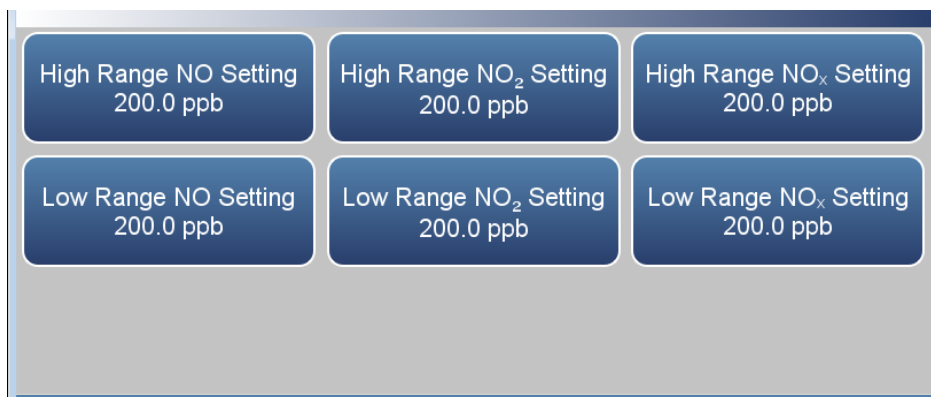 High Range NO Setting
200.0 ppb
High Range NO₂ Setting
200.0 ppb
High Range NOₓ Setting
200.0 ppb
Low Range NO Setting
200.0 ppb
Low Range NO₂ Setting
200.0 ppb
Low Range NOₓ Setting
200.0 ppb